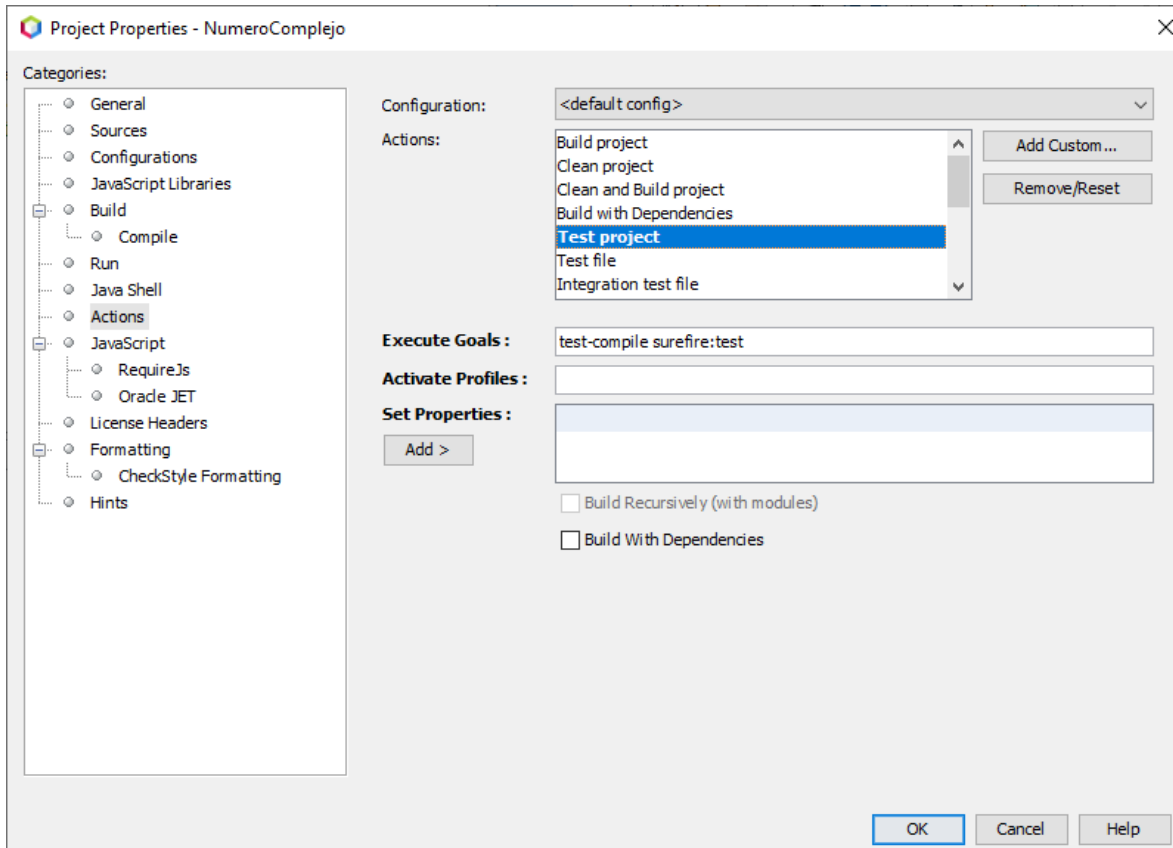 Project Properties - NumeroComplejo
Categories:
General
Sources
Configurations
JavaScript Libraries
Build
Compile
Run
Java Shell
Actions
JavaScript
RequireJs
Oracle JET
License Headers
Formatting
CheckStyle Formatting
Hints
Configuration:
<default config>
Actions:
Build project
Clean project
Clean and Build project
Build with Dependencies
Test project
Test file
Integration test file
Add Custom...
Remove/Reset
Execute Goals :
test-compile surefire:test
Activate Profiles :
Set Properties :
Add >
Build Recursively (with modules)
Build With Dependencies
OK
Cancel
Help